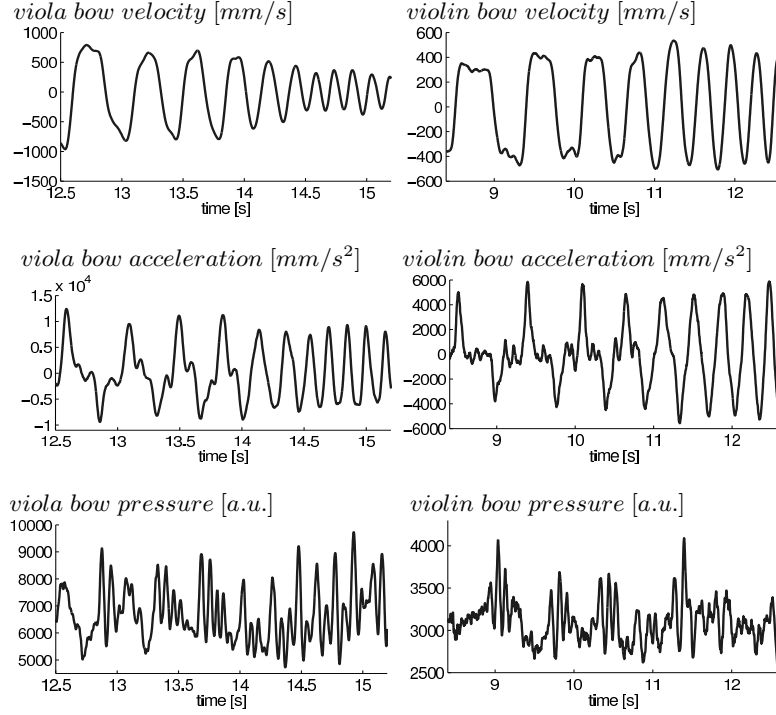 viola bow velocity [mm/s]
1000
500
0
−500
−1000
−1500
12.5 13 13.5 14 14.5 15
time [s]
violin bow velocity [mm/s]
600
400
200
0
−200
−400
−600
9 10 11 12
time [s]
viola bow acceleration [mm/s²]
x 10⁴
1.5
1
0.5
0
−0.5
−1
12.5 13 13.5 14 14.5 15
time [s]
violin bow acceleration [mm/s²]
6000
4000
2000
0
−2000
−4000
−6000
9 10 11 12
time [s]
viola bow pressure [a.u.]
10000
9000
8000
7000
6000
5000
12.5 13 13.5 14 14.5 15
time [s]
violin bow pressure [a.u.]
4000
3500
3000
2500
9 10 11 12
time [s]